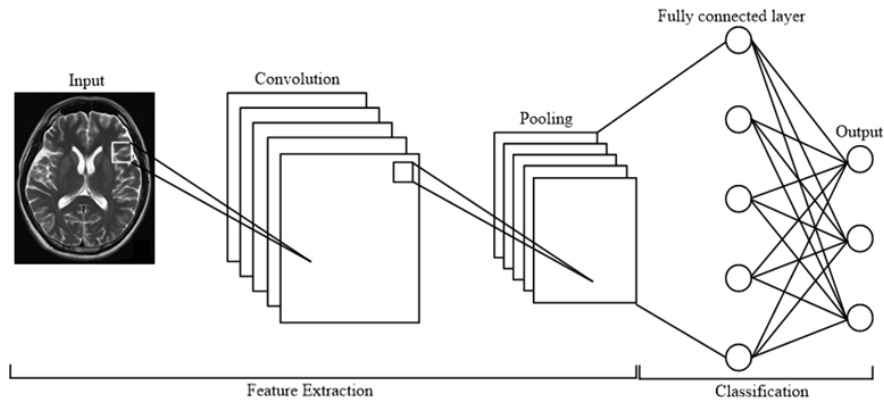 Fully connected layer
Input
Convolution
Pooling
Output
Feature Extraction
Classification